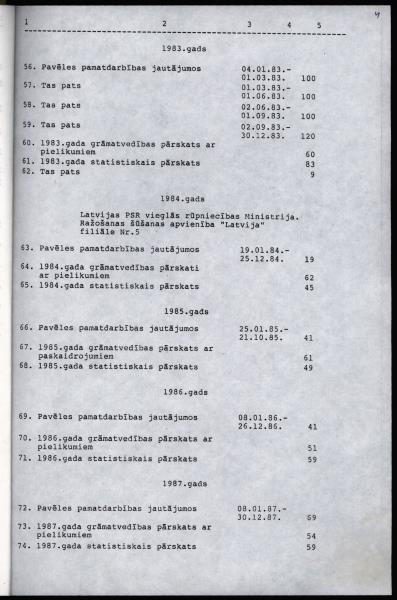 4
1 2 3 4 5
1983.gads
56. Pavēles pamatdarbības jautājumos 04.01.83.-
01.03.83. 100
57. Tas pats 01.03.83.-
01.06.83. 100
58. Tas pats 02.06.83.-
01.09.83. 100
59. Tas pats 02.09.83.-
30.12.83. 120
60. 1983.gada grāmatvedības pārskats ar
pielikumiem 60
61. 1983.gada statistiskais pārskats 83
62. Tas pats 9
1984.gads
Latvijas PSR vieglās rūpniecības Ministrija.
Ražošanas šūšanas apvienība "Latvija"
filiāle Nr.5
63. Pavēles pamatdarbības jautājumos 19.01.84.-
25.12.84. 19
64. 1984.gada grāmatvedības pārskati
ar pielikumiem 62
65. 1984.gada statistiskais pārskats 45
1985.gads
66. Pavēles pamatdarbības jautājumos 25.01.85.-
21.10.85. 41
67. 1985.gada grāmatvedības pārskats ar
paskaidrojumiem 61
68. 1985.gada statistiskais pārskats 49
1986.gads
69. Pavēles pamatdarbības jautājumos 08.01.86.-
26.12.86. 41
70. 1986.gada grāmatvedības pārskats ar
pielikumiem 51
71. 1986.gada statistiskais pārskats 59
1987.gads
72. Pavēles pamatdarbības jautājumos 08.01.87.-
30.12.87. 69
73. 1987.gada grāmatvedības pārskats ar
pielikumiem 54
74. 1987.gada statistiskais pārskats 59